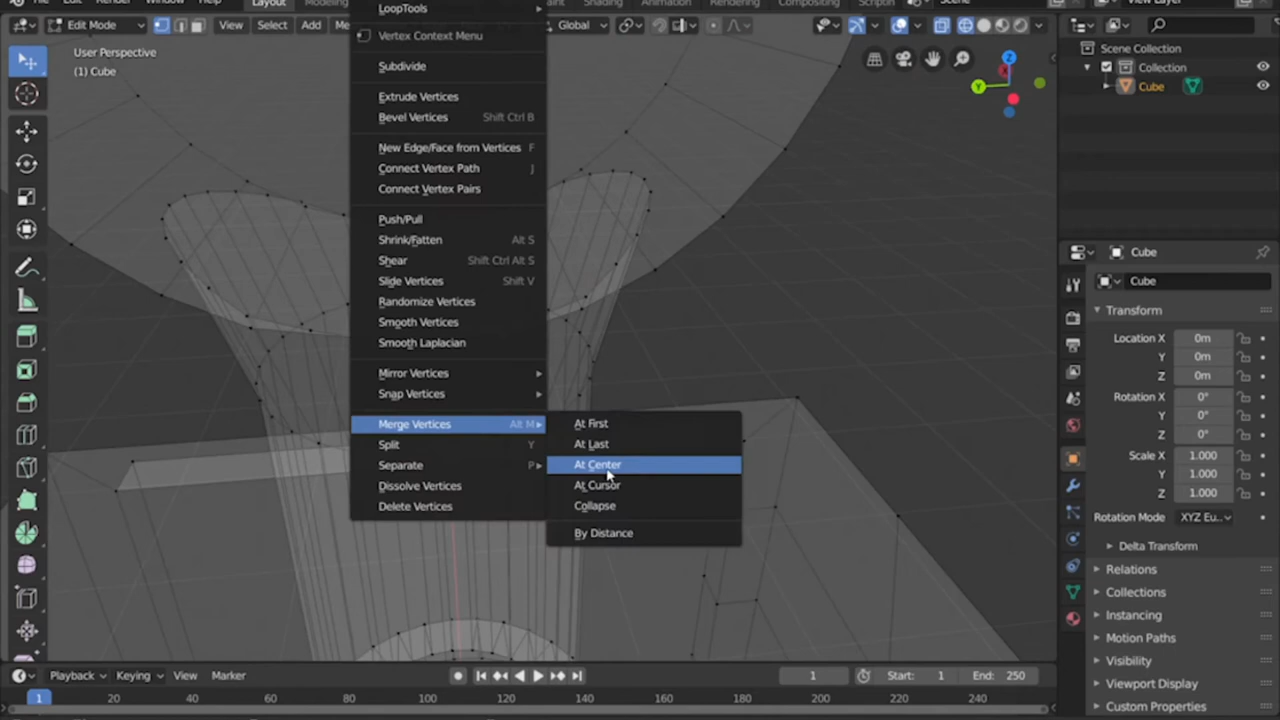 Layout
Modeling
Shading
Animation
Rendering
Compositing
Scriptin
Scene
View Layer
Edit Mode
View
Select
Add
Me
Global
User Perspective
(1) Cube
LoopTools
Vertex Context Menu
Subdivide
Extrude Vertices
Bevel Vertices Shift Ctrl B
New Edge/Face from Vertices F
Connect Vertex Path J
Connect Vertex Pairs
Push/Pull
Shrink/Fatten Alt S
Shear Shift Ctrl Alt S
Slide Vertices Shift V
Randomize Vertices
Smooth Vertices
Smooth Laplacian
Mirror Vertices
Snap Vertices
Merge Vertices Alt M
Split Y
Separate P
Dissolve Vertices
Delete Vertices
At First
At Last
At Center
At Cursor
Collapse
By Distance
Z
Y
Scene Collection
Collection
Cube
Cube
Cube
Transform
Location X 0m
Y 0m
Z 0m
Rotation X 0°
Y 0°
Z 0°
Scale X 1.000
Y 1.000
Z 1.000
Rotation Mode XYZ Eu..
Delta Transform
Relations
Collections
Instancing
Motion Paths
Visibility
Viewport Display
Custom Properties
Playback
Keying
View
Marker
1
Start: 1
End: 250
1 20 40 60 80 100 120 140 160 180 200 220 240